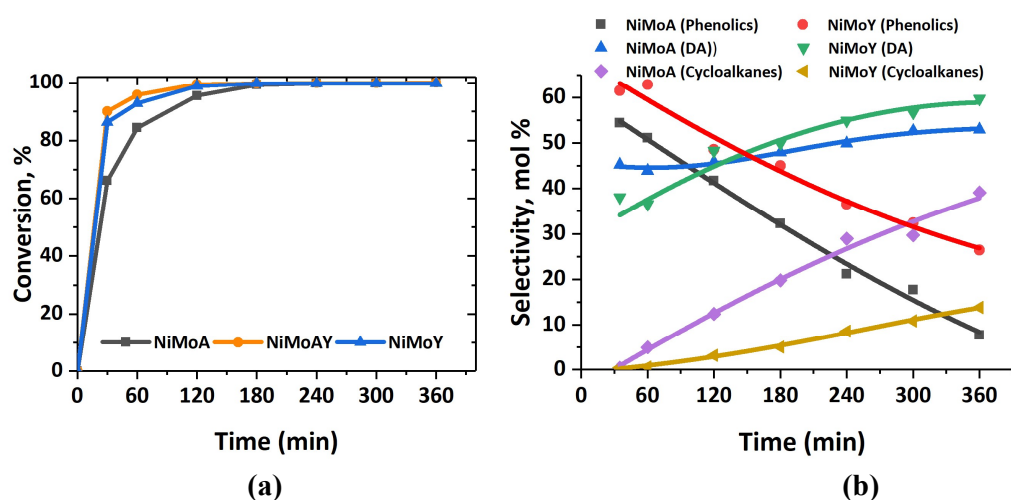 NiMoA (Phenolics) NiMoY (Phenolics)
NiMoA (DA)) NiMoY (DA)
NiMoA (Cycloalkanes) NiMoY (Cycloalkanes)
100
80
60
40
20
0
Conversion, %
NiMoA NiMoAY NiMoY
0 60 120 180 240 300 360
Time (min)
(a)
60
50
40
30
20
10
0
Selectivity, mol %
0 60 120 180 240 300 360
Time (min)
(b)